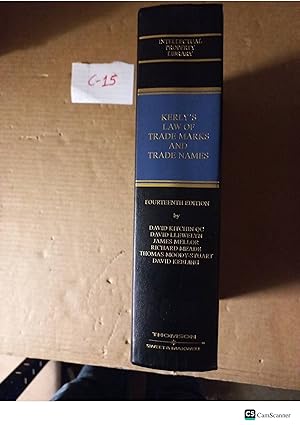 INTELLECTUAL
PROPERTY
LIBRARY
C-15
KERLY'S
LAW OF
TRADE MARKS
AND
TRADE NAMES
FOURTEENTH EDITION
by
DAVID KITCHIN QC
DAVID LLEWELYN
JAMES MELLOR
RICHARD MEADE
THOMAS MOODY-STUART
DAVID KEELING
THOMSON
SWEET & MAXWELL
CS CamScanner